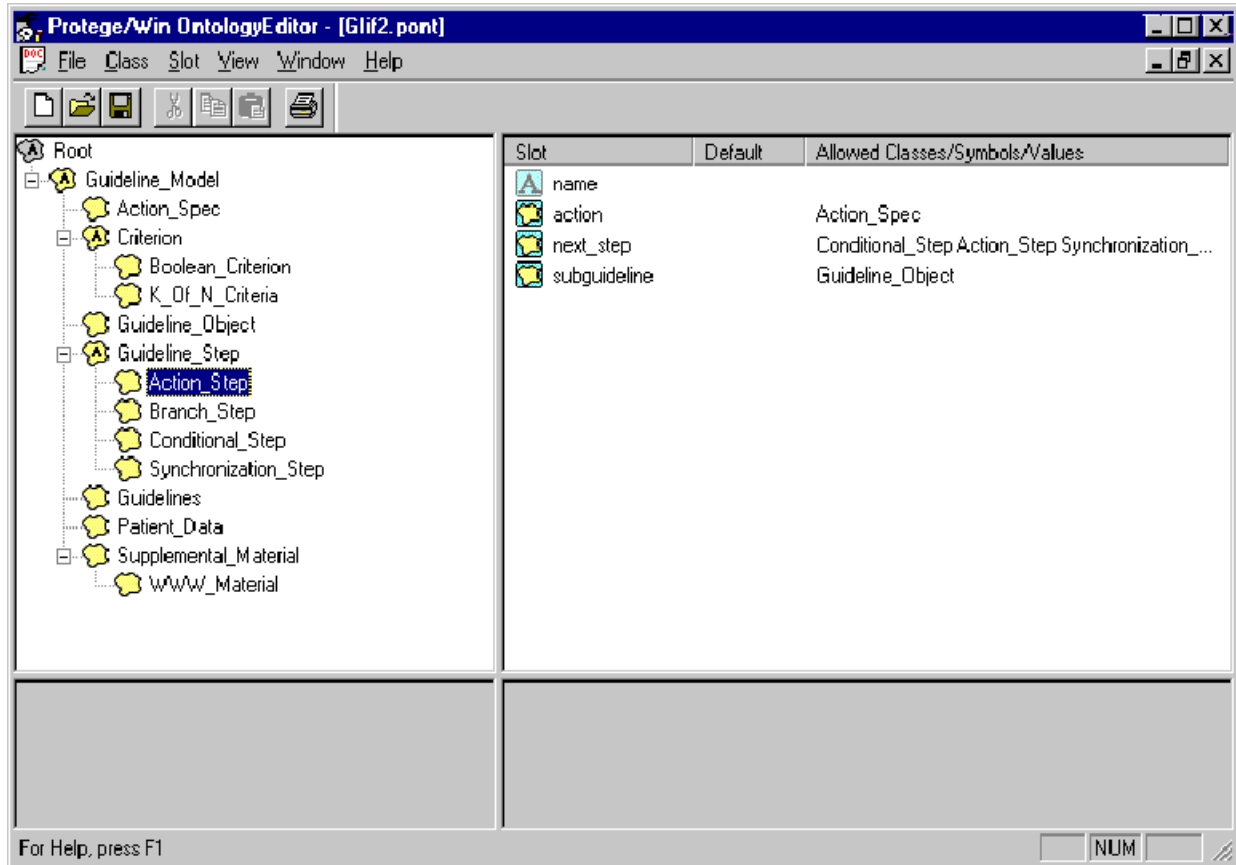 Protege/Win OntologyEditor - [Glif2.pont]
DOC File Class Slot View Window Help
Root
Guideline_Model
Action_Spec
Criterion
Boolean_Criterion
K_Of_N_Criteria
Guideline_Object
Guideline_Step
Action_Step
Branch_Step
Conditional_Step
Synchronization_Step
Guidelines
Patient_Data
Supplemental_Material
WWW_Material
Slot Default Allowed Classes/Symbols/Values
name
action Action_Spec
next_step Conditional_Step Action_Step Synchronization_...
subguideline Guideline_Object
For Help, press F1 NUM